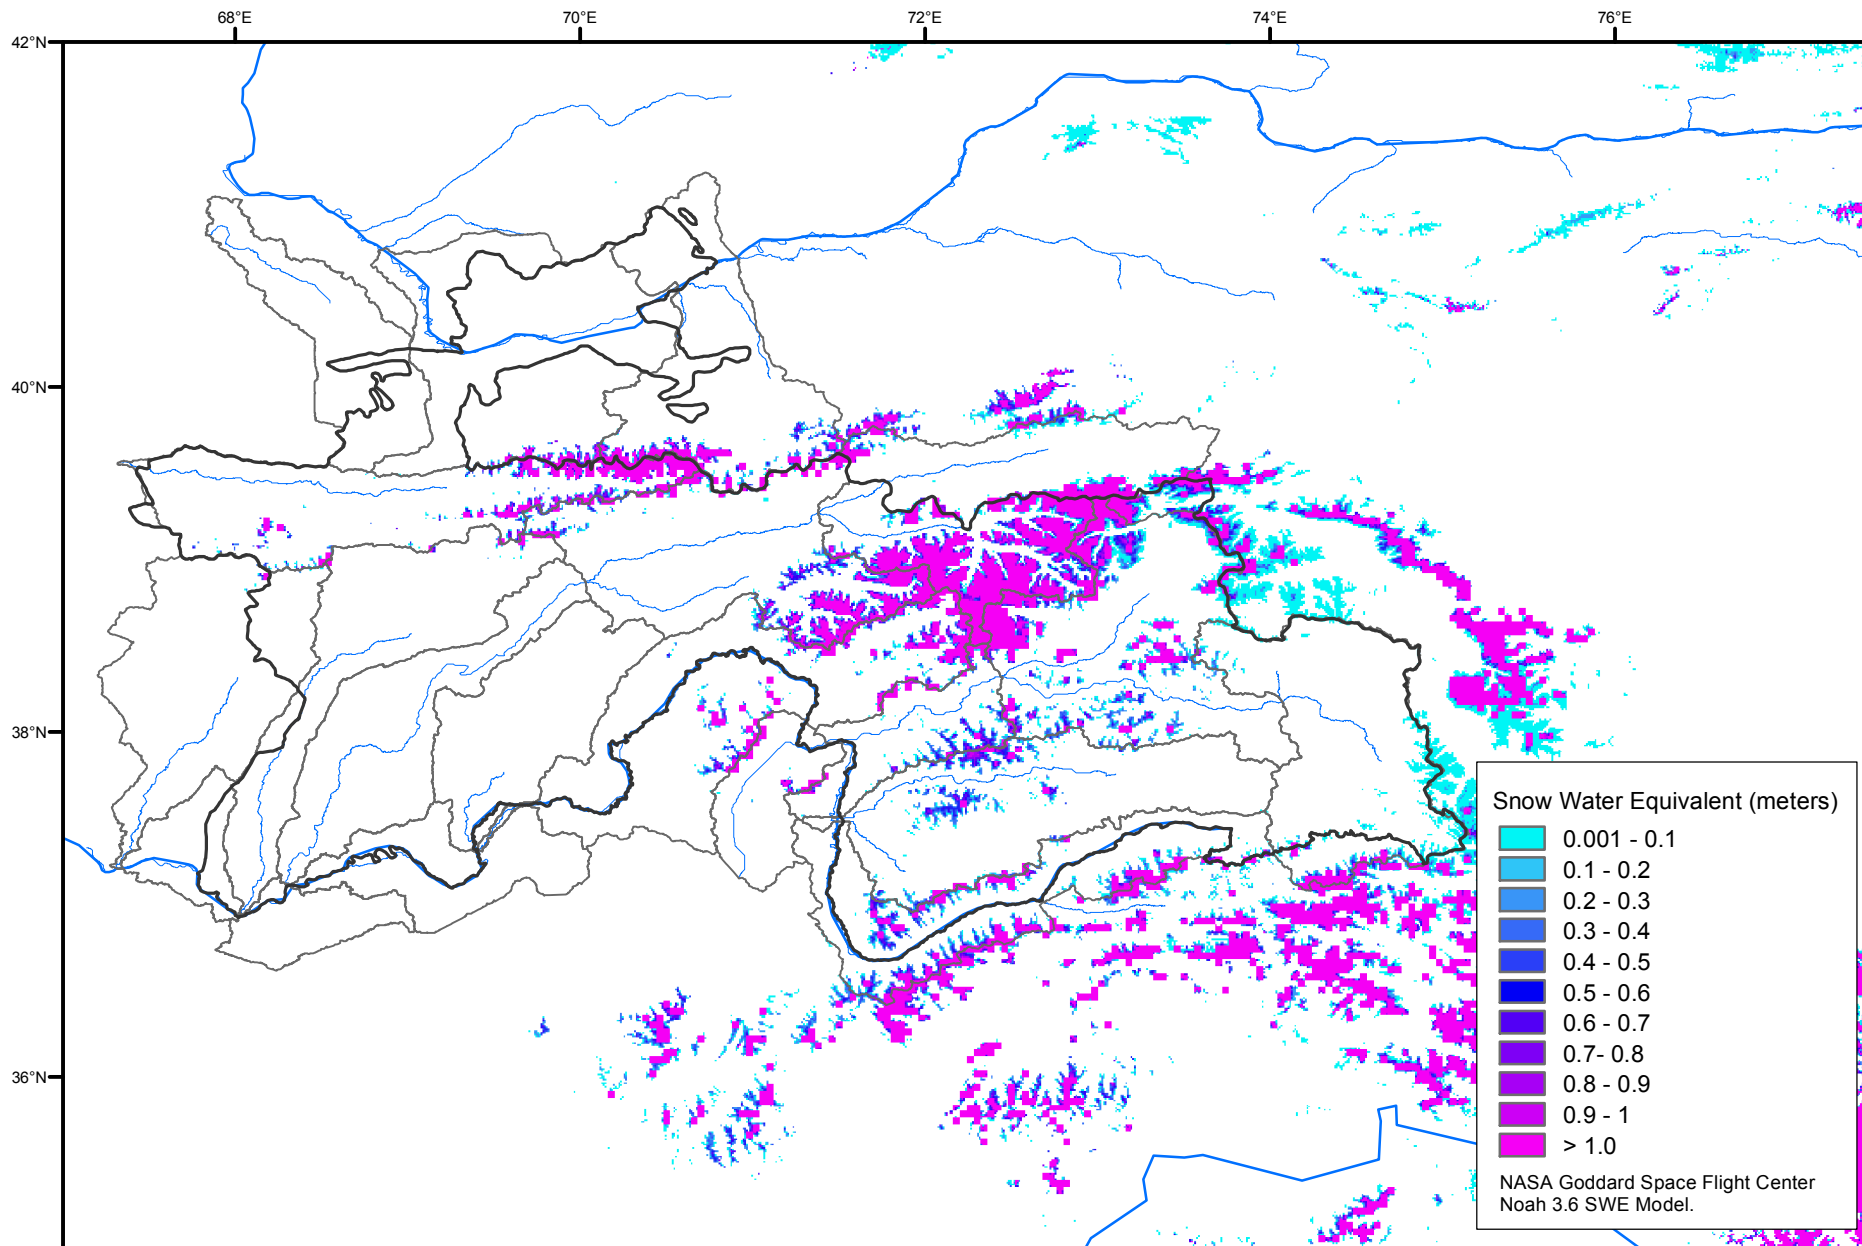 68°E
70°E
72°E
74°E
76°E
42°N
40°N
38°N
36°N
Snow Water Equivalent (meters)
0.001 - 0.1
0.1 - 0.2
0.2 - 0.3
0.3 - 0.4
0.4 - 0.5
0.5 - 0.6
0.6 - 0.7
0.7- 0.8
0.8 - 0.9
0.9 - 1
> 1.0
NASA Goddard Space Flight Center
Noah 3.6 SWE Model.